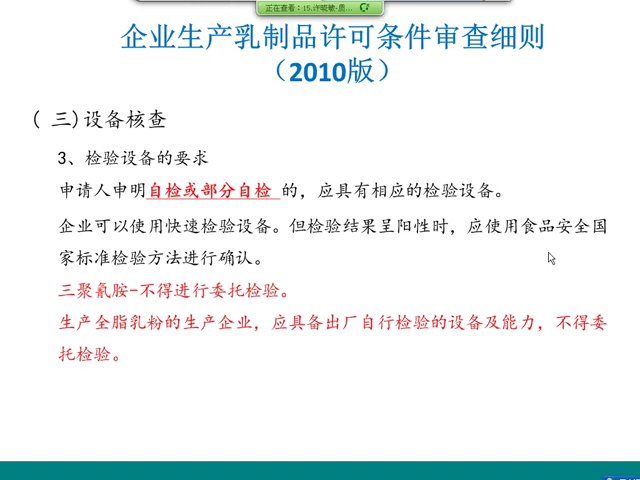 正在查看：15.许晓敏-质...
企业生产乳制品许可条件审查细则
（2010版）
( 三)设备核查
3、检验设备的要求
申请人申明自检或部分自检 的，应具有相应的检验设备。
企业可以使用快速检验设备。但检验结果呈阳性时，应使用食品安全国
家标准检验方法进行确认。
三聚氰胺-不得进行委托检验。
生产全脂乳粉的生产企业，应具备出厂自行检验的设备及能力，不得委
托检验。